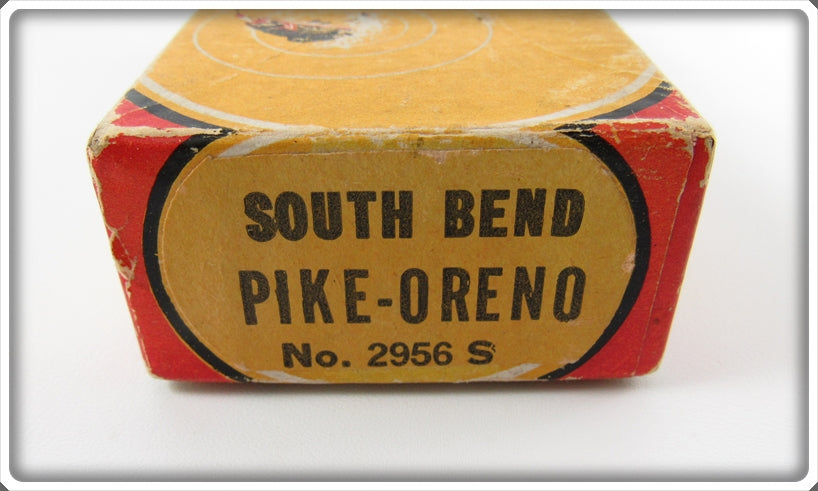 SOUTH BEND
PIKE-ORENO
No. 2956 S